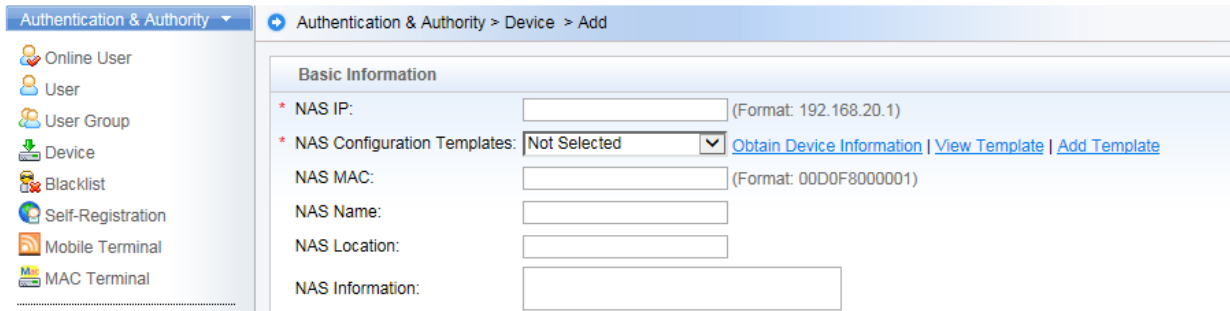 Authentication & Authority
Online User
User
User Group
Device
Blacklist
Self-Registration
Mobile Terminal
MAC Terminal
Authentication & Authority > Device > Add
Basic Information
* NAS IP: (Format: 192.168.20.1)
* NAS Configuration Templates: Not Selected Obtain Device Information | View Template | Add Template
NAS MAC: (Format: 00D0F8000001)
NAS Name:
NAS Location:
NAS Information: